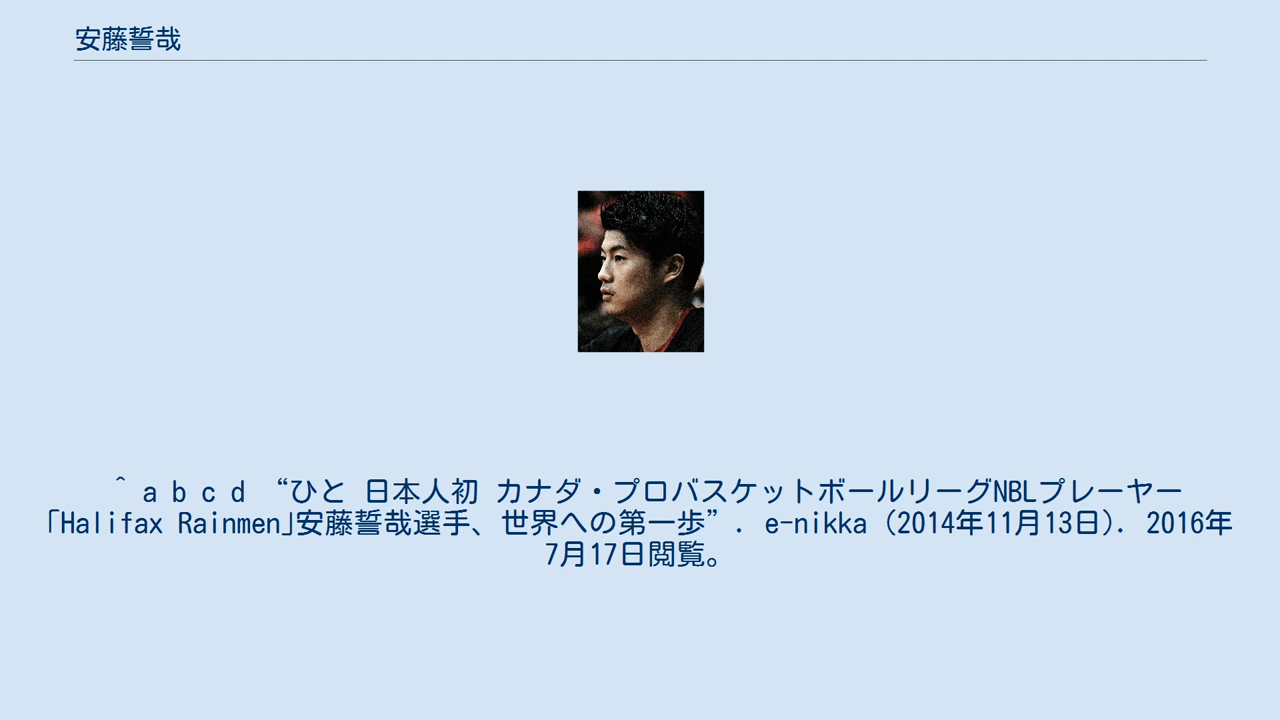 安藤誓哉
^ a b c d “ひと 日本人初 カナダ・プロバスケットボールリーグNBLプレーヤー
｢Halifax Rainmen｣安藤誓哉選手、世界への第一歩”. e-nikka (2014年11月13日). 2016年
7月17日閲覧。